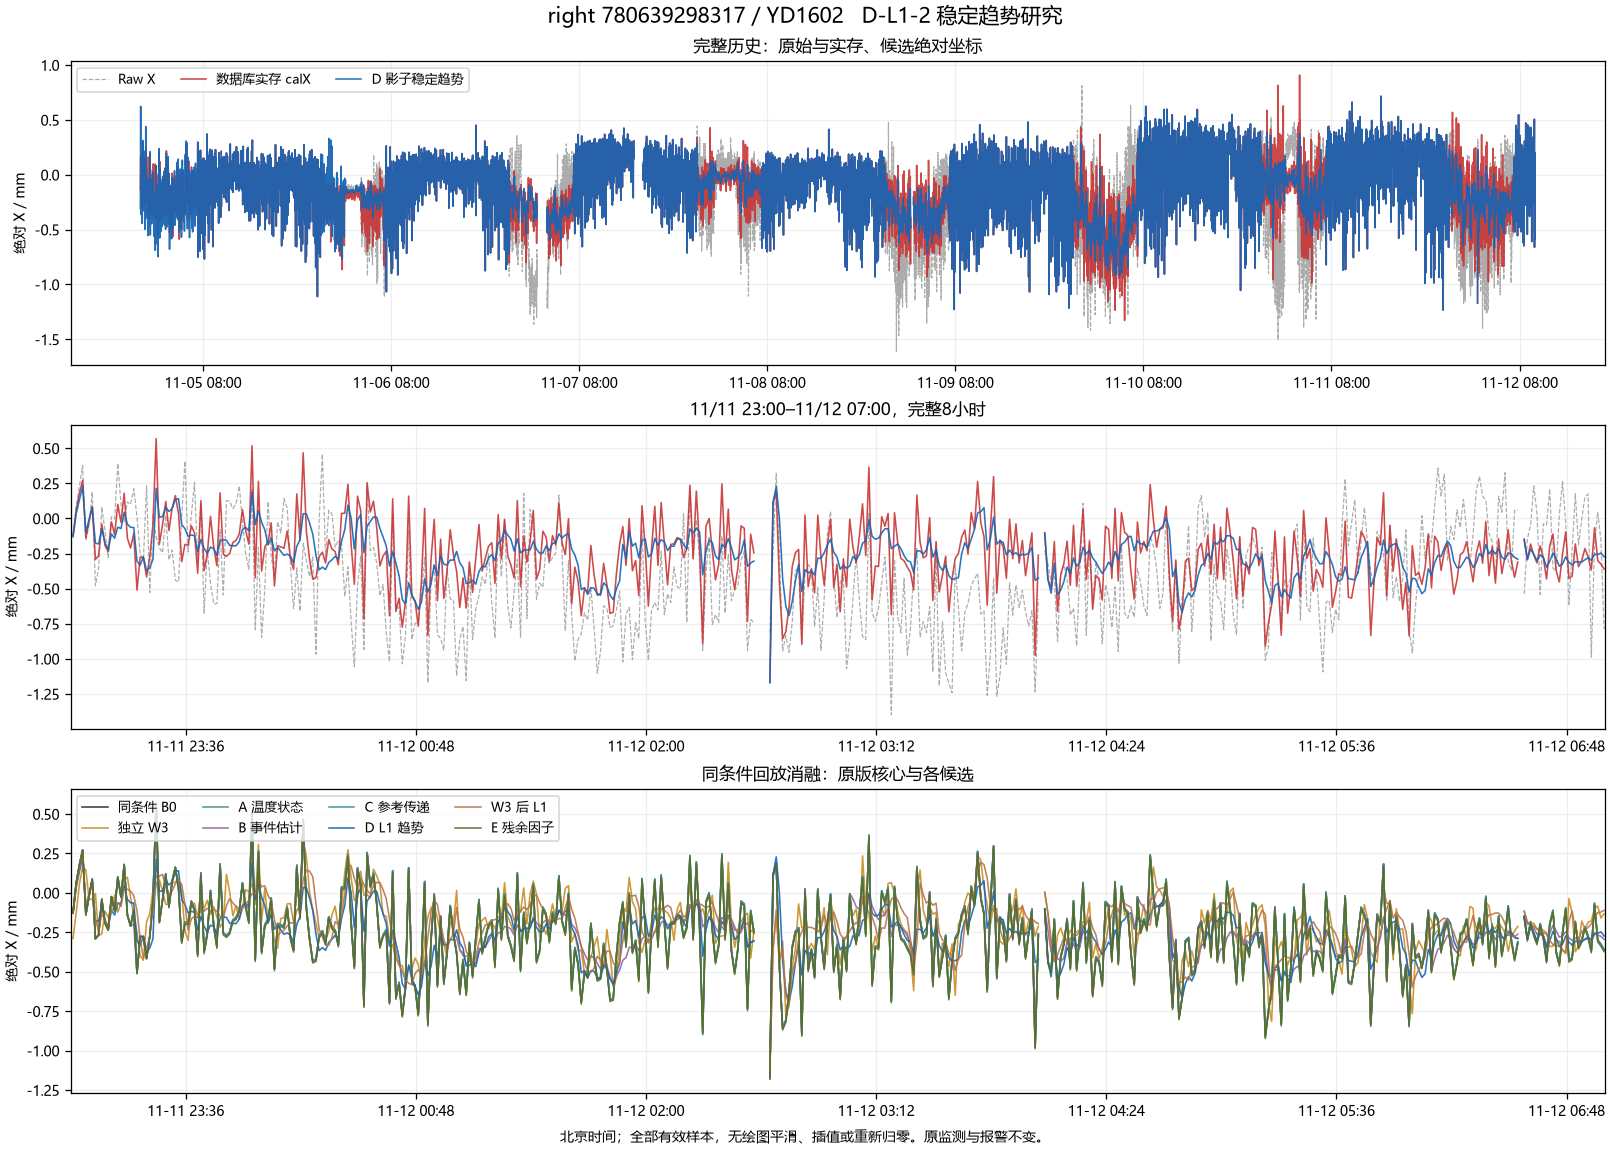 right 780639298317 / YD1602   D-L1-2 稳定趋势研究
完整历史：原始与实存、候选绝对坐标
Raw X
数据库实存 calX
D 影子稳定趋势
绝对 X / mm
1.0
0.5
0.0
-0.5
-1.0
-1.5
11-05 08:00
11-06 08:00
11-07 08:00
11-08 08:00
11-09 08:00
11-10 08:00
11-11 08:00
11-12 08:00
11/11 23:00–11/12 07:00，完整8小时
绝对 X / mm
0.50
0.25
0.00
-0.25
-0.50
-0.75
-1.00
-1.25
11-11 23:36
11-12 00:48
11-12 02:00
11-12 03:12
11-12 04:24
11-12 05:36
11-12 06:48
同条件回放消融：原版核心与各候选
同条件 B0
独立 W3
A 温度状态
B 事件估计
C 参考传递
D L1 趋势
W3 后 L1
E 残余因子
绝对 X / mm
0.50
0.25
0.00
-0.25
-0.50
-0.75
-1.00
-1.25
11-11 23:36
11-12 00:48
11-12 02:00
11-12 03:12
11-12 04:24
11-12 05:36
11-12 06:48
北京时间；全部有效样本，无绘图平滑、插值或重新归零。原监测与报警不变。